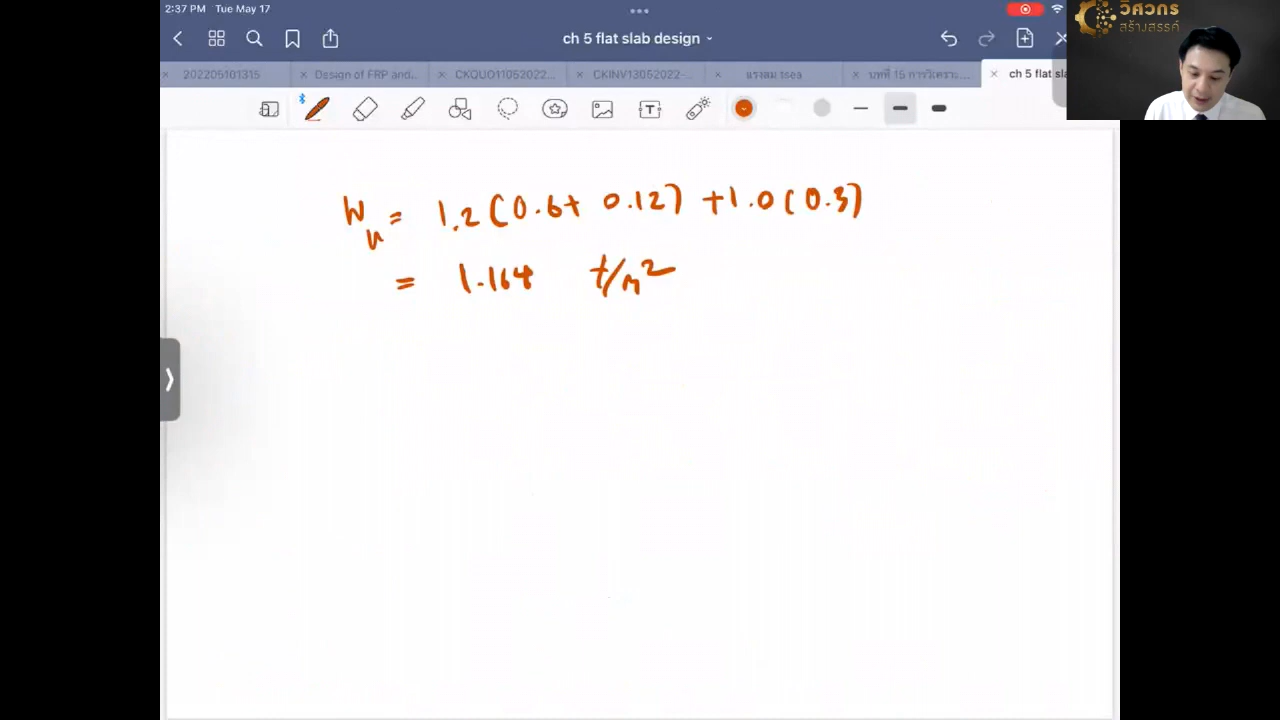 2:37 PM Tue May 17
วิศวกร
สร้างสรรค์
ch 5 flat slab design
202205101315
Design of FRP and...
CKQUO11052022...
CKINV13052022-...
แรงลม tsea
บทที่ 15 การวิเคราะ...
ch 5 flat sla
Wu = 1.2(0.6+ 0.12) +1.0(0.3)
= 1.164 t/m²